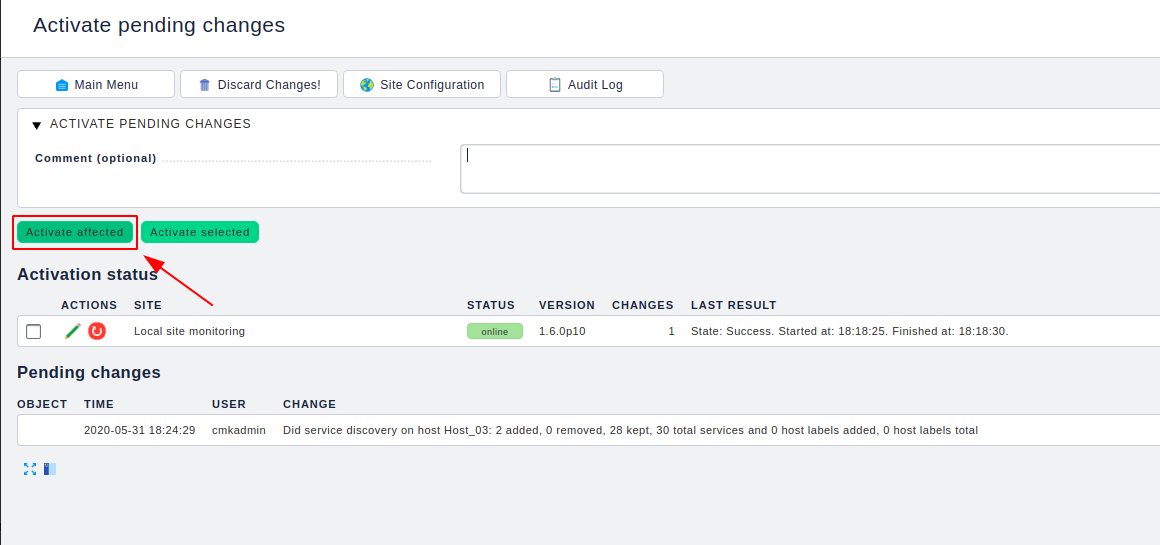 Activate pending changes
Main Menu Discard Changes! Site Configuration Audit Log
ACTIVATE PENDING CHANGES
Comment (optional)
Activate affected Activate selected
Activation status
ACTIONS SITE STATUS VERSION CHANGES LAST RESULT
Local site monitoring online 1.6.0p10 1 State: Success. Started at: 18:18:25. Finished at: 18:18:30.
Pending changes
OBJECT TIME USER CHANGE
2020-05-31 18:24:29 cmkadmin Did service discovery on host Host_03: 2 added, 0 removed, 28 kept, 30 total services and 0 host labels added, 0 host labels total